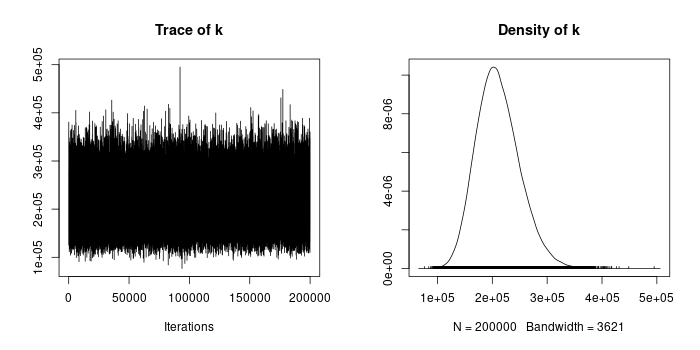 Trace of k
5e+05
4e+05
3e+05
2e+05
1e+05
0 50000 100000 150000 200000
Iterations
Density of k
8e-06
4e-06
0e+00
1e+05 2e+05 3e+05 4e+05 5e+05
N = 200000 Bandwidth = 3621